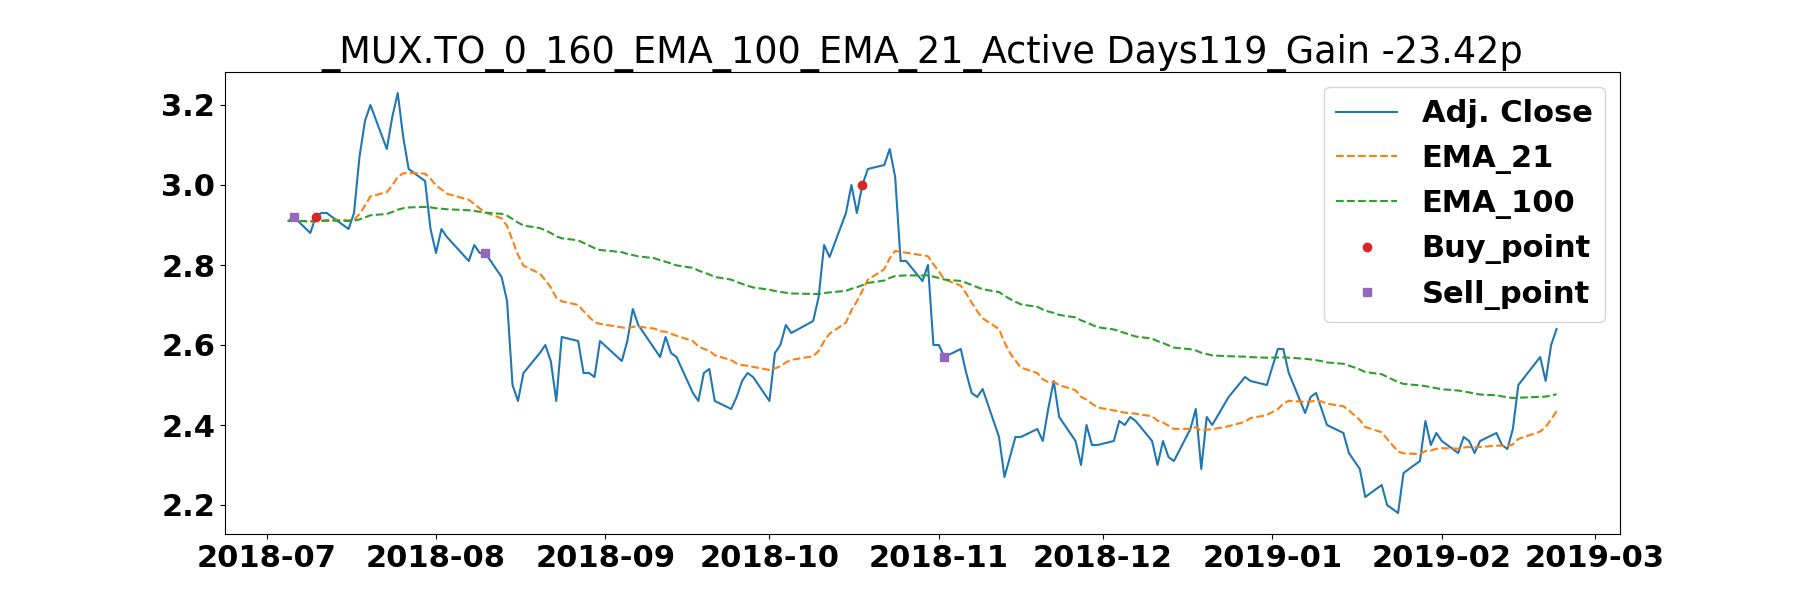 _MUX.TO_0_160_EMA_100_EMA_21_Active Days119_Gain -23.42p
3.2
3.0
2.8
2.6
2.4
2.2
Adj. Close
EMA_21
EMA_100
Buy_point
Sell_point
2018-07 2018-08 2018-09 2018-10 2018-11 2018-12 2019-01 2019-02 2019-03